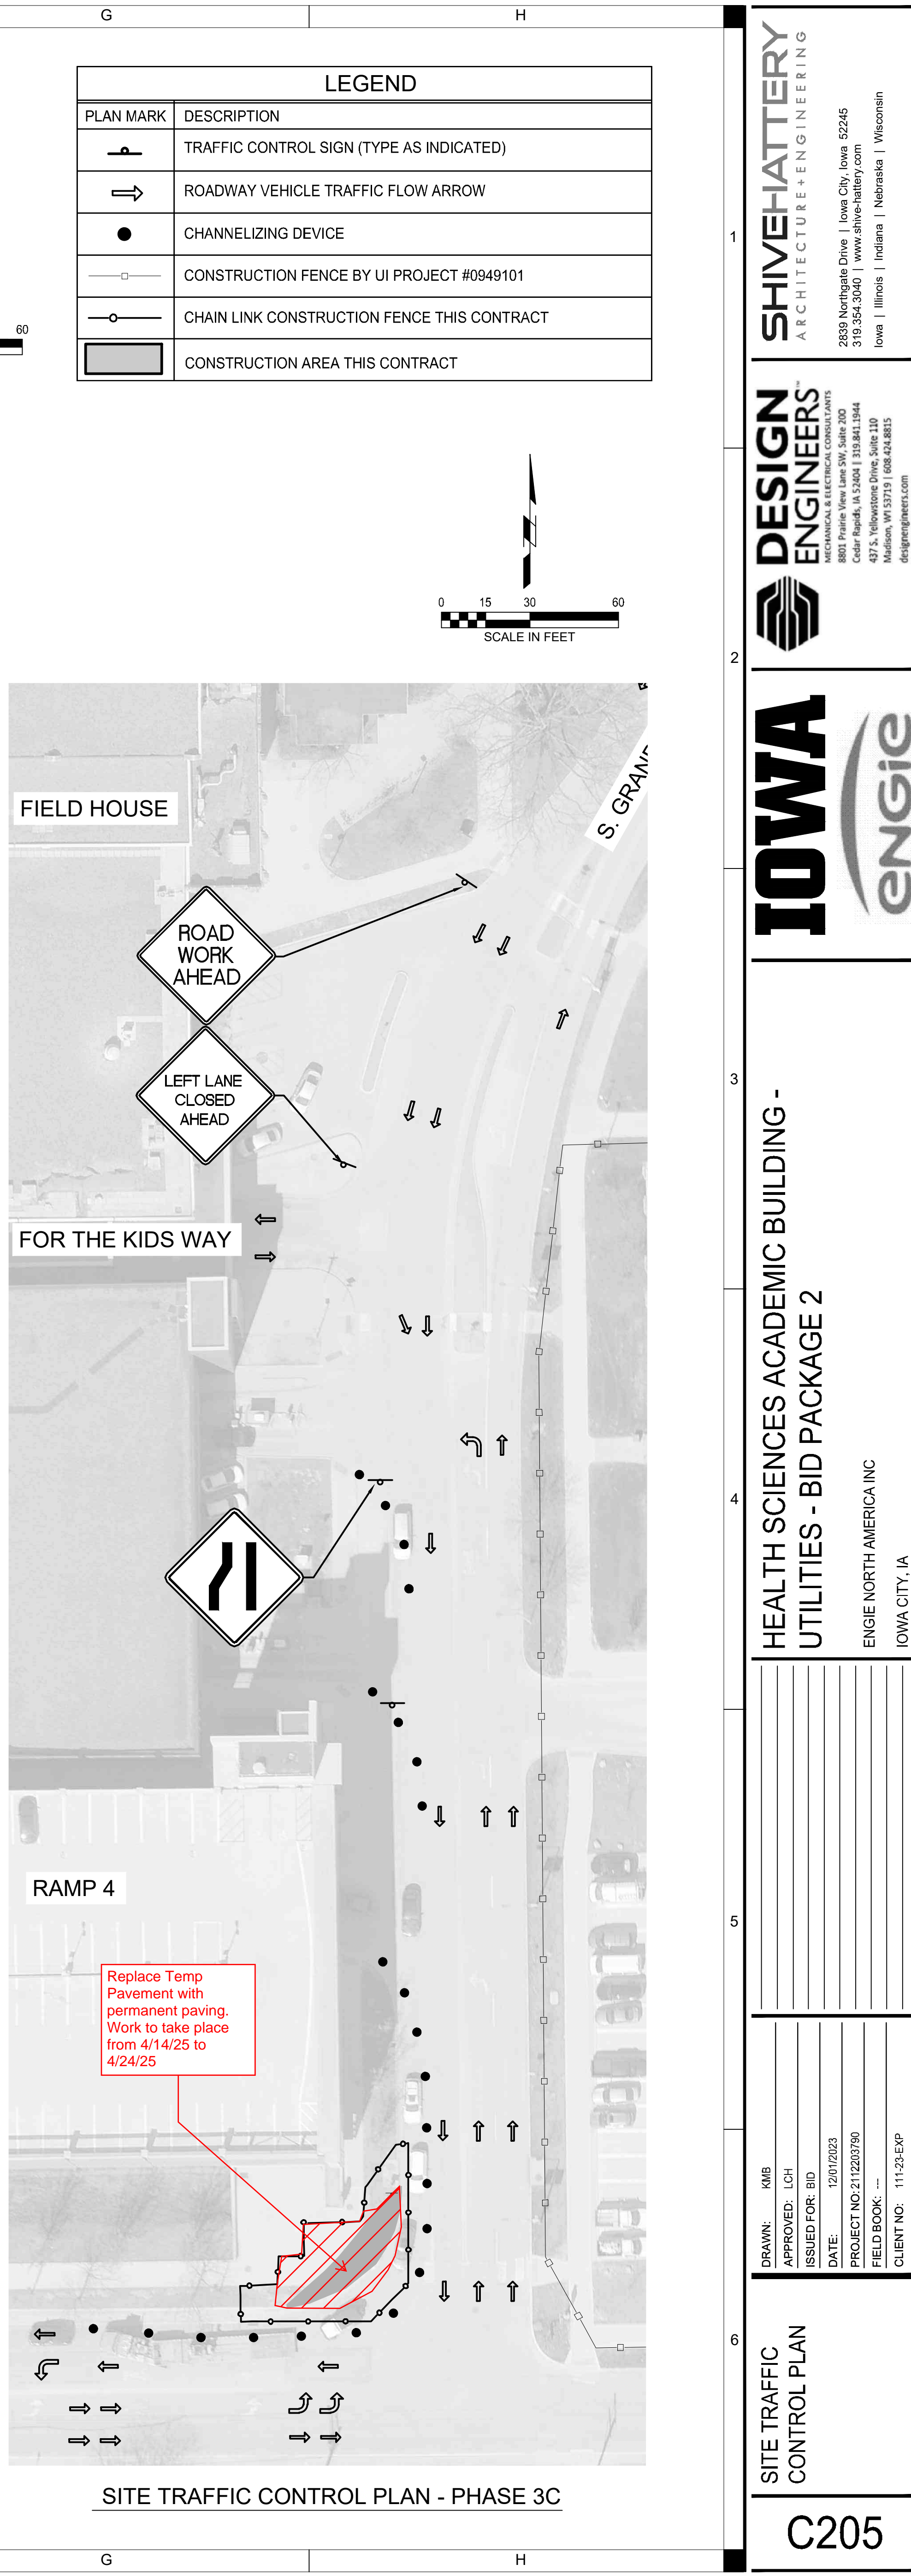 G
H
LEGEND
PLAN MARK DESCRIPTION
TRAFFIC CONTROL SIGN (TYPE AS INDICATED)
ROADWAY VEHICLE TRAFFIC FLOW ARROW
CHANNELIZING DEVICE
CONSTRUCTION FENCE BY UI PROJECT #0949101
CHAIN LINK CONSTRUCTION FENCE THIS CONTRACT
CONSTRUCTION AREA THIS CONTRACT
60
0 15 30 60
SCALE IN FEET
FIELD HOUSE
S. GRAND
ROAD
WORK
AHEAD
LEFT LANE
CLOSED
AHEAD
FOR THE KIDS WAY
RAMP 4
Replace Temp
Pavement with
permanent paving.
Work to take place
from 4/14/25 to
4/24/25
SITE TRAFFIC CONTROL PLAN - PHASE 3C
G
H
1
2
3
4
5
6
SHIVEHATTERY
ARCHITECTURE+ENGINEERING
2839 Northgate Drive | Iowa City, Iowa 52245
319.354.3040 | www.shive-hattery.com
Iowa | Illinois | Indiana | Nebraska | Wisconsin
DESIGN
ENGINEERS™
MECHANICAL & ELECTRICAL CONSULTANTS
8801 Prairie View Lane SW, Suite 200
Cedar Rapids, IA 52404 | 319.841.1944
437 S. Yellowstone Drive, Suite 110
Madison, WI 53719 | 608.424.8815
designengineers.com
IOWA
ENGIE
HEALTH SCIENCES ACADEMIC BUILDING -
UTILITIES - BID PACKAGE 2
ENGIE NORTH AMERICA INC
IOWA CITY, IA
DRAWN: KMB
APPROVED: LCH
ISSUED FOR: BID
DATE: 12/01/2023
PROJECT NO: 2112203790
FIELD BOOK: ---
CLIENT NO: 111-23-EXP
SITE TRAFFIC
CONTROL PLAN
C205